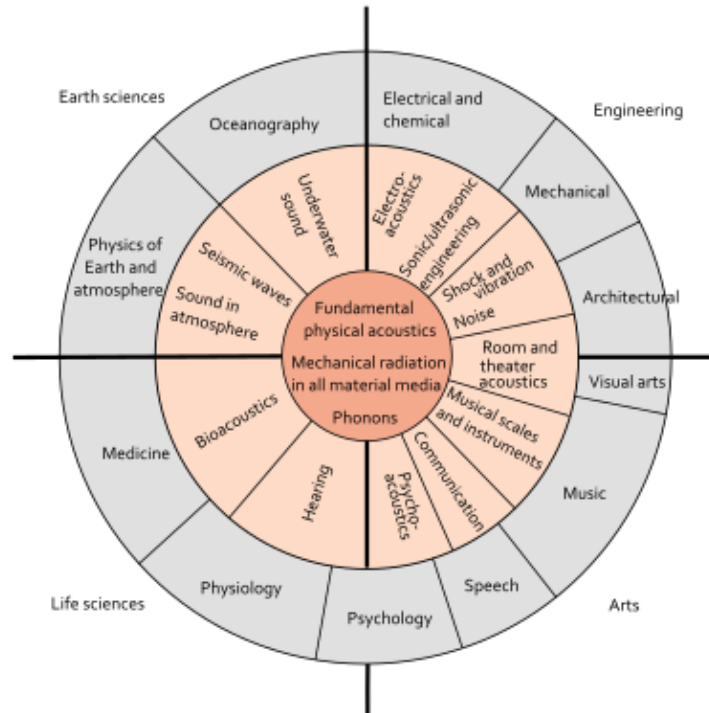 Earth sciences
Engineering
Oceanography
Electrical and
chemical
Mechanical
Architectural
Physics of
Earth and
atmosphere
Underwater
sound
Electro-
acoustics
Sonic/ultrasonic
engineering
Shock and
vibration
Noise
Seismic waves
Sound in
atmosphere
Fundamental
physical acoustics
Mechanical radiation
in all material media
Phonons
Room and
theater
acoustics
Visual arts
Musical scales
and instruments
Bioacoustics
Hearing
Psycho-
acoustics
Communication
Medicine
Music
Physiology
Psychology
Speech
Life sciences
Arts